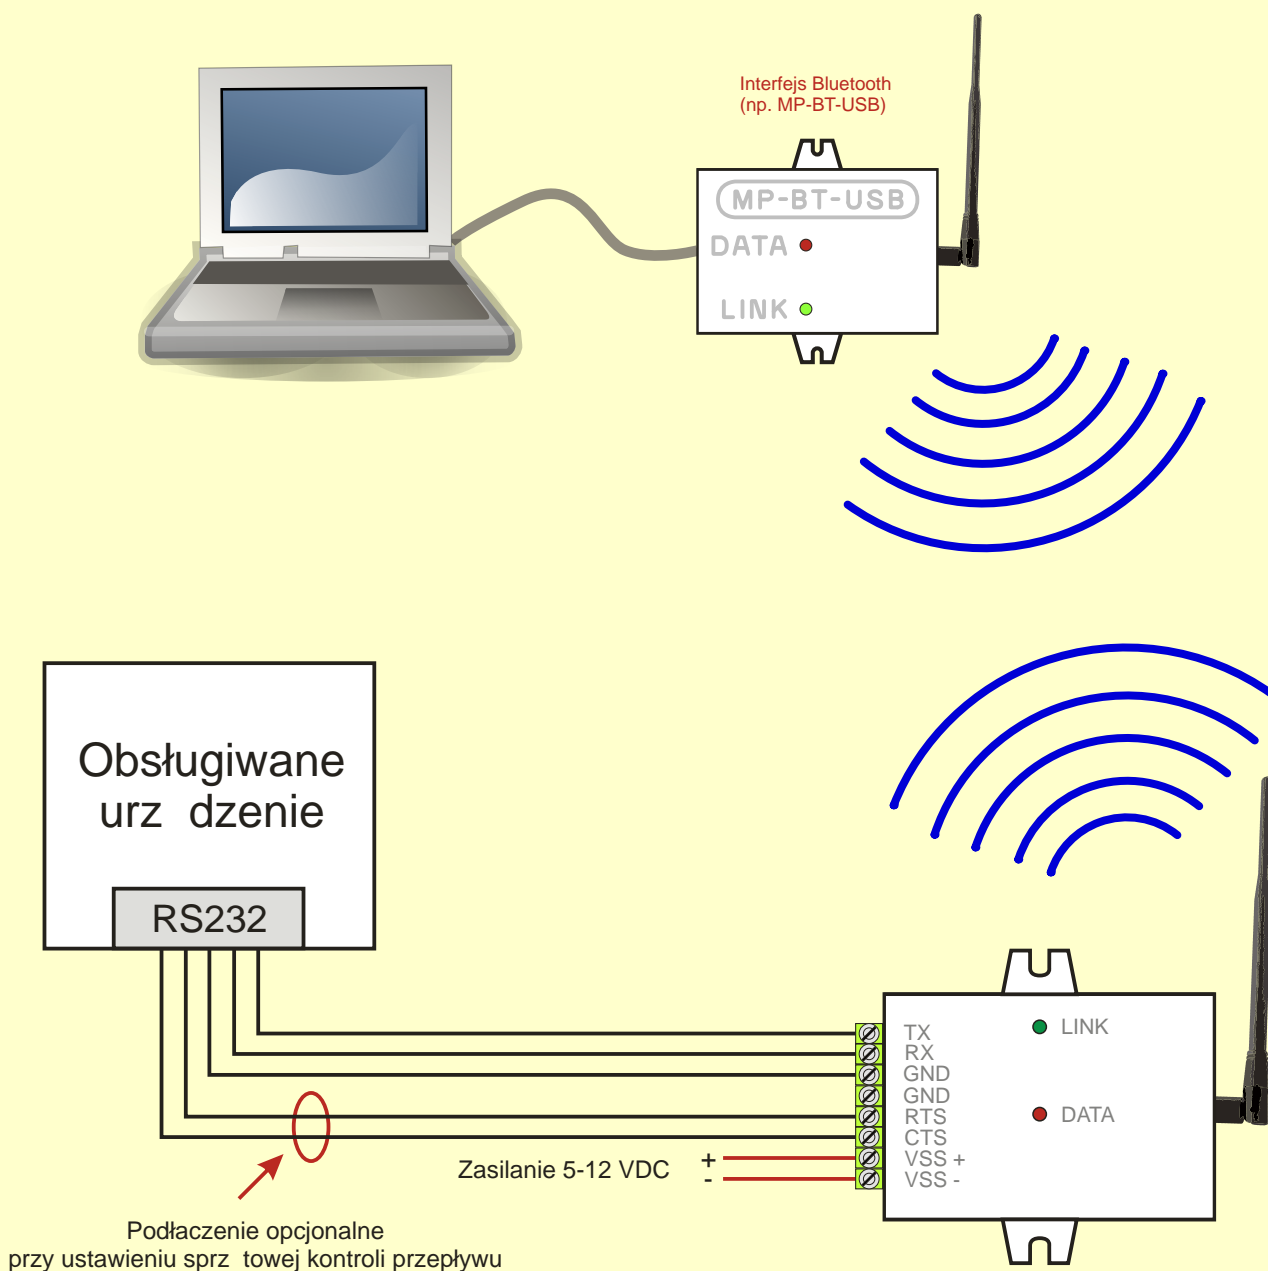 Interfejs Bluetooth
(np. MP-BT-USB)
MP-BT-USB
DATA
LINK
Obsługiwane
urz dzenie
RS232
TX
RX
GND
GND
RTS
CTS
VSS +
VSS -
LINK
DATA
Zasilanie 5-12 VDC
+
-
Podłaczenie opcjonalne
przy ustawieniu sprz towej kontroli przepływu